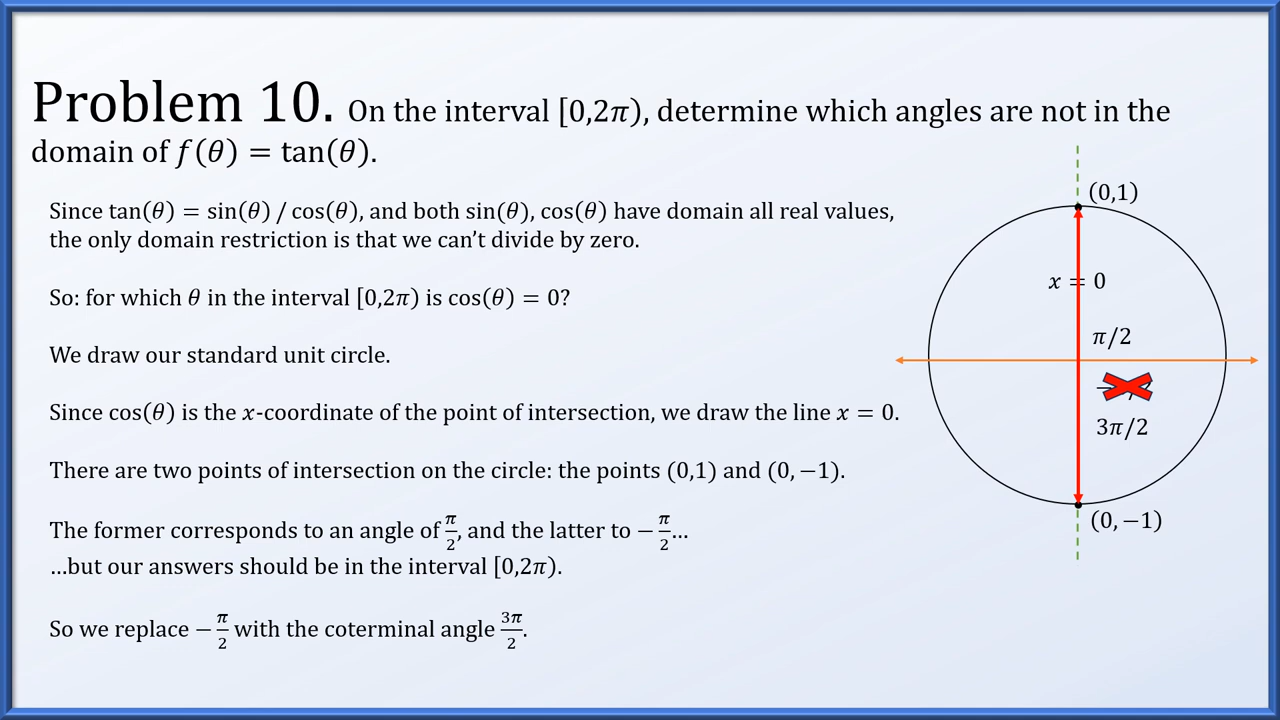 Problem 10. On the interval [0,2π), determine which angles are not in the
domain of f(θ) = tan(θ).
Since tan(θ) = sin(θ) / cos(θ), and both sin(θ), cos(θ) have domain all real values,
the only domain restriction is that we can't divide by zero.
So: for which θ in the interval [0,2π) is cos(θ) = 0?
We draw our standard unit circle.
Since cos(θ) is the x-coordinate of the point of intersection, we draw the line x = 0.
There are two points of intersection on the circle: the points (0,1) and (0, −1).
The former corresponds to an angle of π/2, and the latter to −π/2…
…but our answers should be in the interval [0,2π).
So we replace −π/2 with the coterminal angle 3π/2.
(0,1)
x = 0
π/2
3π/2
(0, −1)